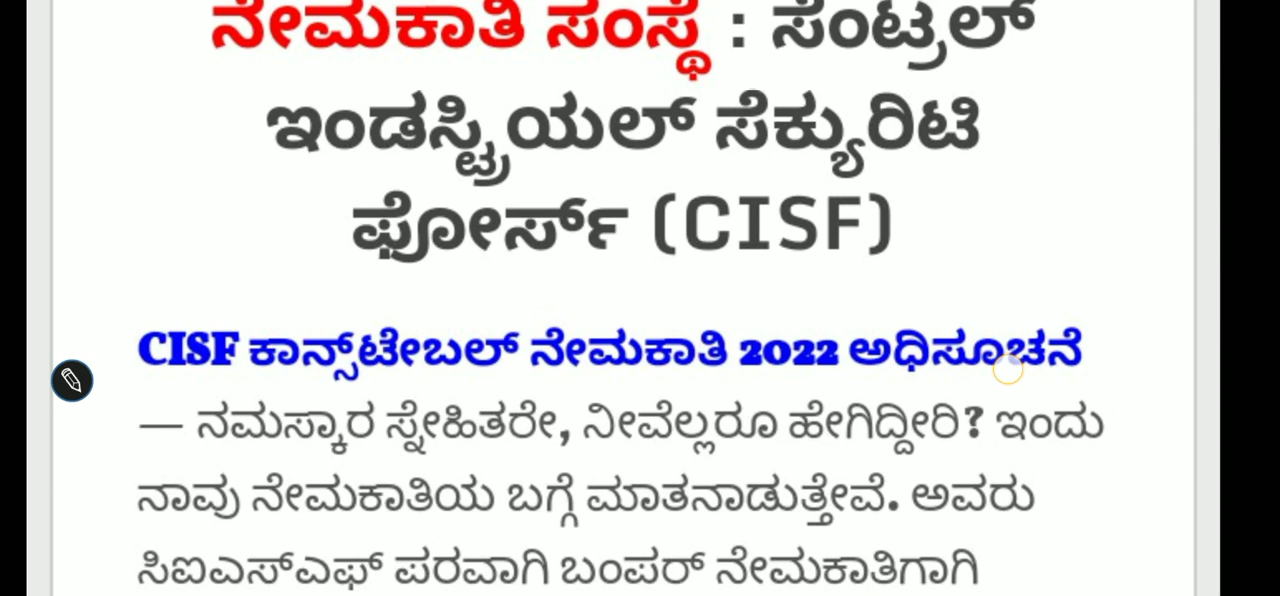 ನೇಮಕಾತಿ ಸಂಸ್ಥೆ : ಸೆಂಟ್ರಲ್
ಇಂಡಸ್ಟ್ರಿಯಲ್ ಸೆಕ್ಯುರಿಟಿ
ಫೋರ್ಸ್ (CISF)
CISF ಕಾನ್ಸ್‌ಟೇಬಲ್ ನೇಮಕಾತಿ 2022 ಅಧಿಸೂಚನೆ
— ನಮಸ್ಕಾರ ಸ್ನೇಹಿತರೇ, ನೀವೆಲ್ಲರೂ ಹೇಗಿದ್ದೀರಿ? ಇಂದು
ನಾವು ನೇಮಕಾತಿಯ ಬಗ್ಗೆ ಮಾತನಾಡುತ್ತೇವೆ. ಅವರು
ಸಿಐಎಸ್ಎಫ್ ಪರವಾಗಿ ಬಂಪರ್ ನೇಮಕಾತಿಗಾಗಿ